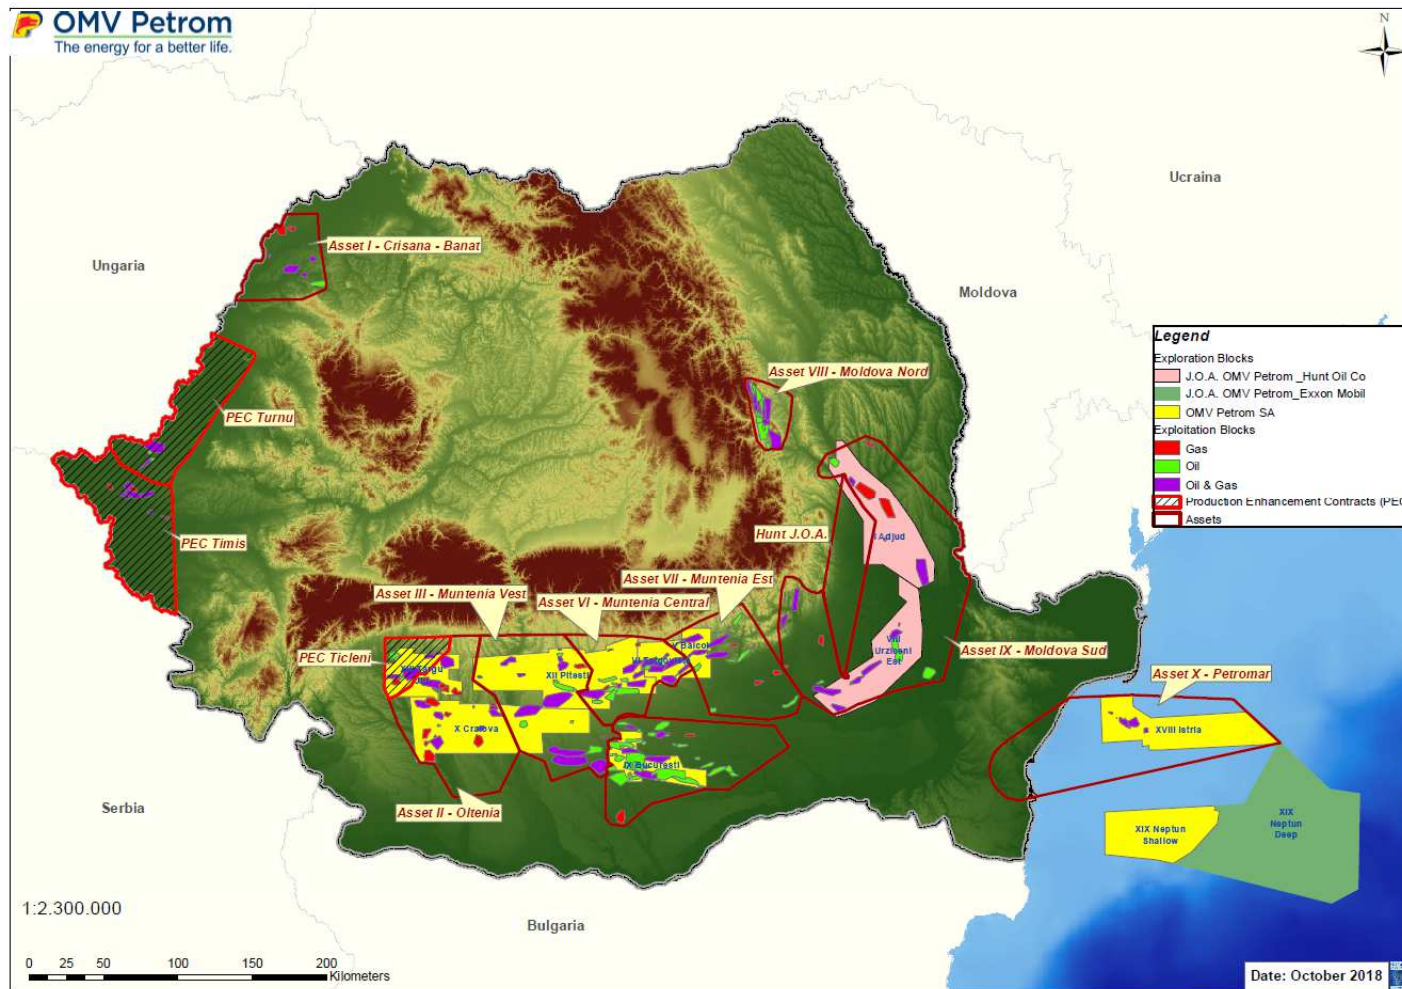 OMV Petrom
The energy for a better life.
N
Ucraina
Ungaria
Moldova
Serbia
Bulgaria
Asset I - Crisana - Banat
PEC Turnu
PEC Timis
Asset VIII - Moldova Nord
Hunt J.O.A.
I Adjud
Asset VII - Muntenia Est
Asset III - Muntenia Vest
Asset VI - Muntenia Central
PEC Ticleni
XII Pitesti
V Baicoi
VIII
Urziceni
Est
Asset IX - Moldova Sud
X Craiova
IX Bucuresti
Asset II - Oltenia
Asset X - Petromar
XVIII Istria
XIX Neptun
Shallow
XIX
Neptun
Deep
Legend
Exploration Blocks
J.O.A. OMV Petrom _Hunt Oil Co
J.O.A. OMV Petrom_Exxon Mobil
OMV Petrom SA
Exploitation Blocks
Gas
Oil
Oil & Gas
Production Enhancement Contracts (PEC
Assets
1:2.300.000
0 25 50 100 150 200
Kilometers
Date: October 2018